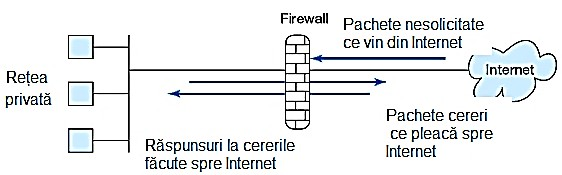 Firewall
Pachete nesolicitate
ce vin din Internet
Rețea
privată
Internet
Răspunsuri la cererile
făcute spre Internet
Pachete cereri
ce pleacă spre
Internet